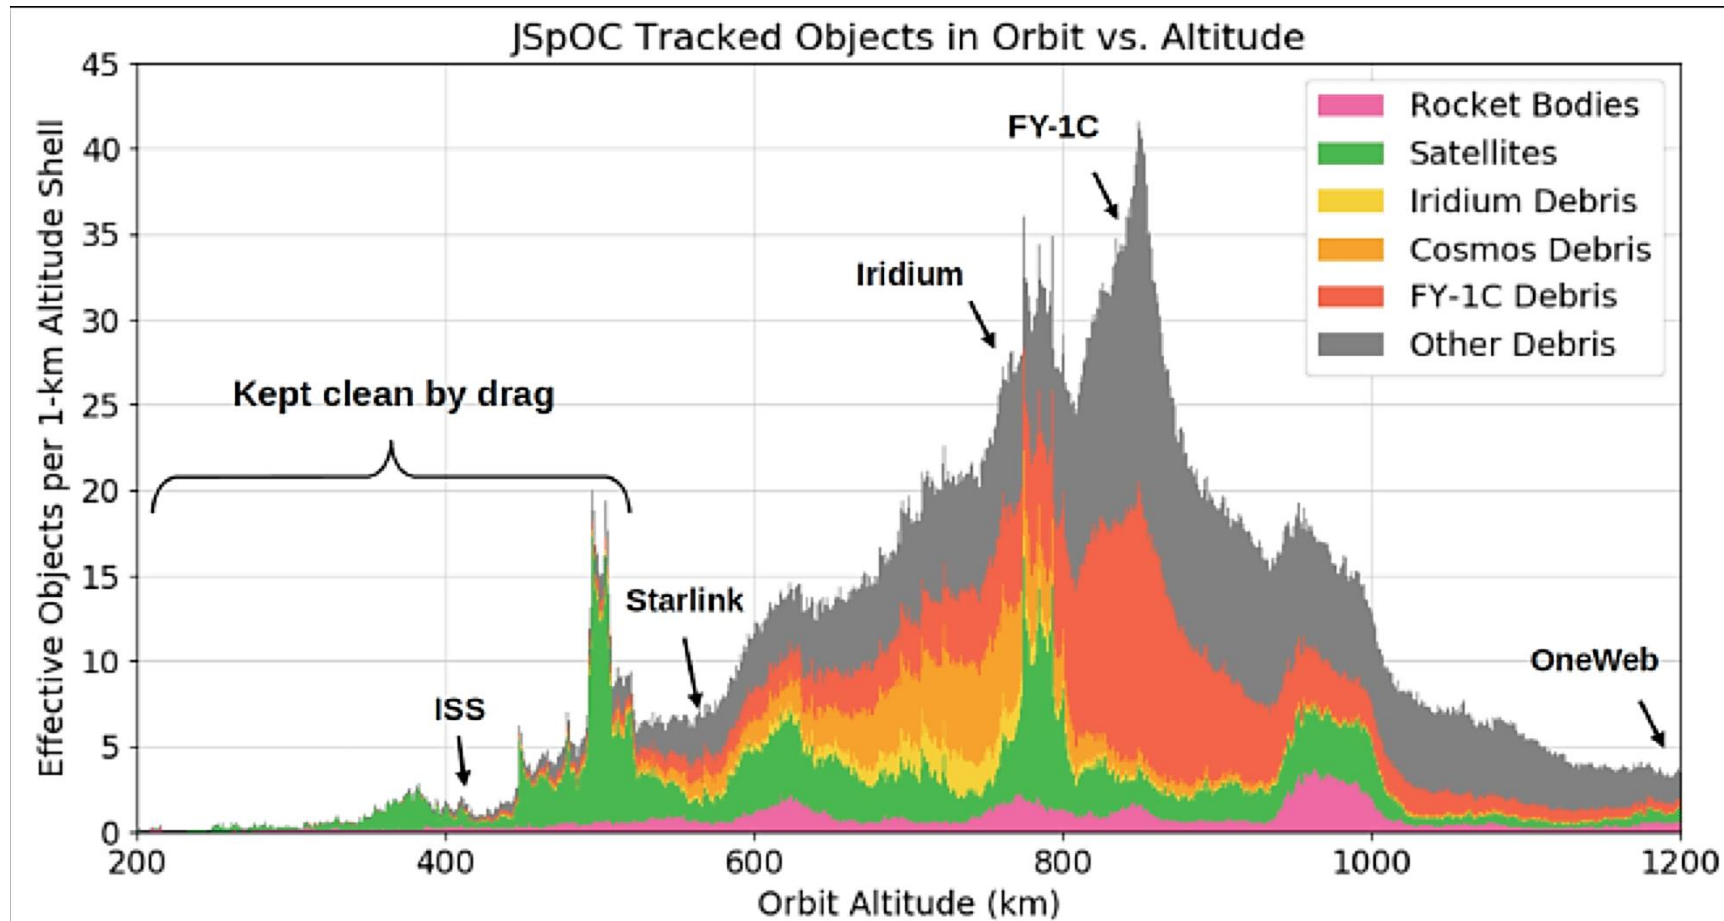 JSpOC Tracked Objects in Orbit vs. Altitude
Effective Objects per 1-km Altitude Shell
45
40
35
30
25
20
15
10
5
0
FY-1C
Iridium
Kept clean by drag
Starlink
ISS
OneWeb
Rocket Bodies
Satellites
Iridium Debris
Cosmos Debris
FY-1C Debris
Other Debris
200
400
600
800
1000
1200
Orbit Altitude (km)